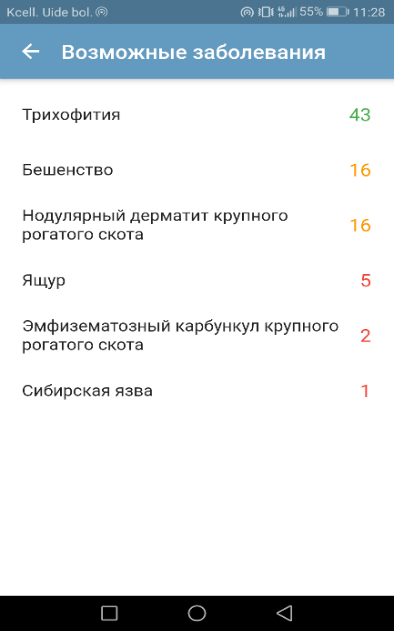 Kcell. Uide bol. 55% 11:28
Возможные заболевания
Трихофития 43
Бешенство 16
Нодулярный дерматит крупного
рогатого скота 16
Ящур 5
Эмфизематозный карбункул крупного
рогатого скота 2
Сибирская язва 1